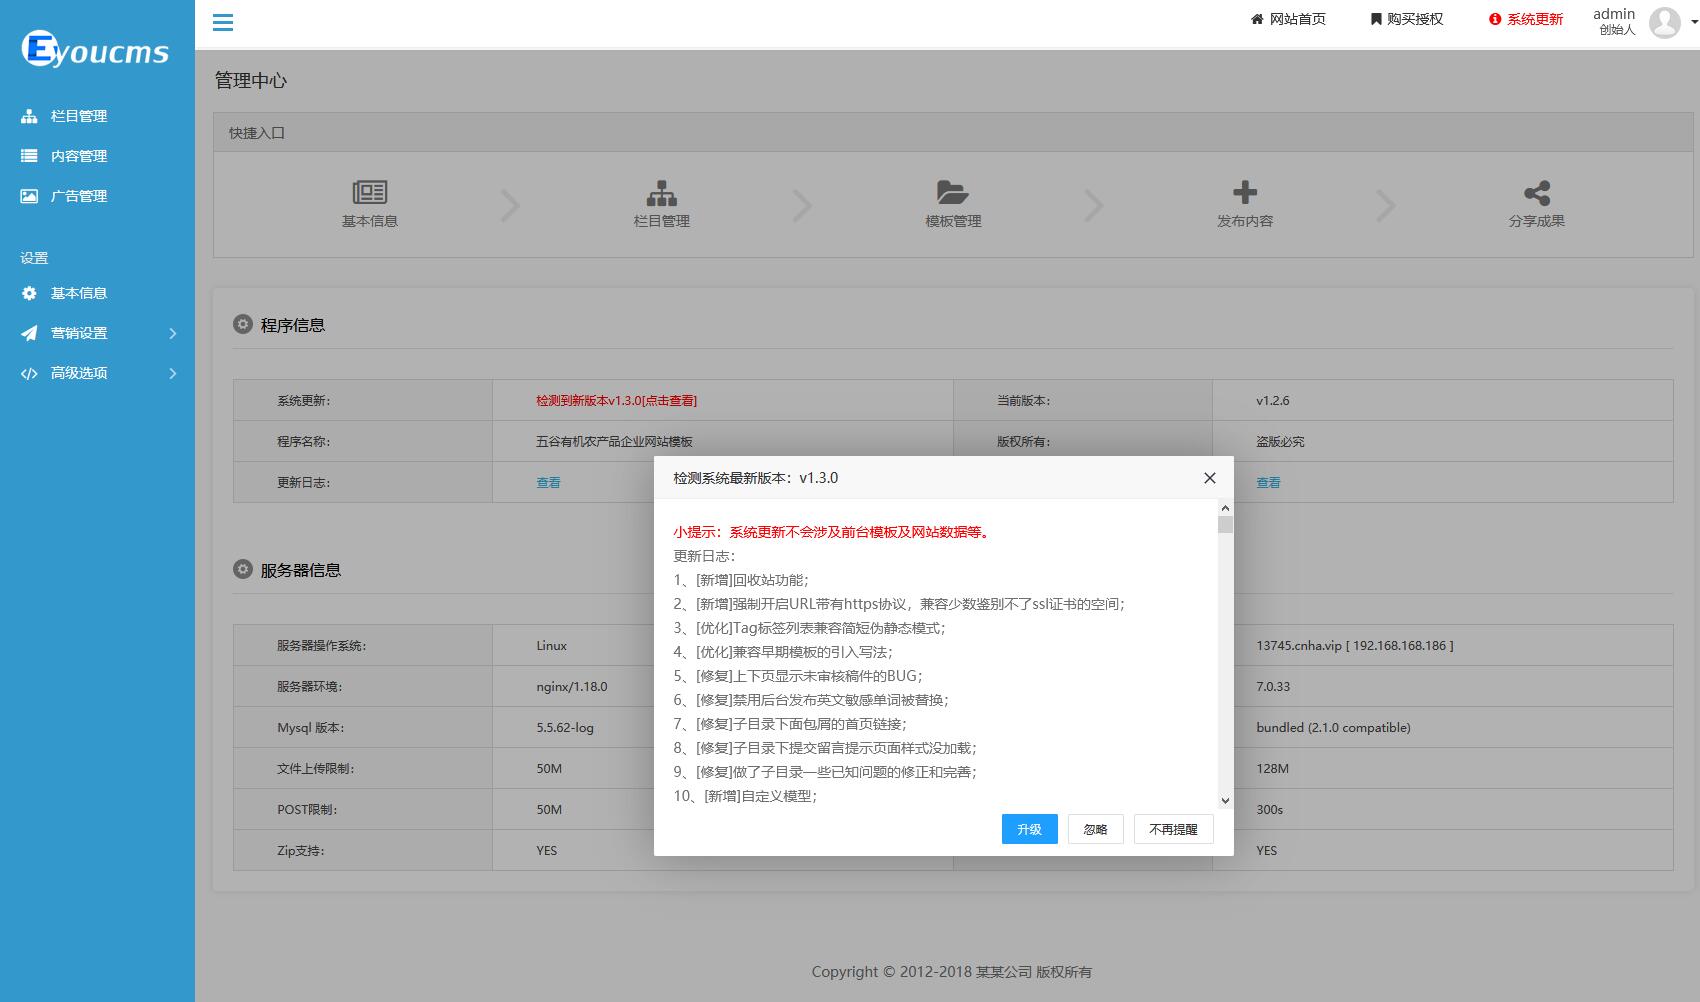 Eyoucms
网站首页
购买授权
系统更新
admin
创始人
栏目管理
内容管理
广告管理
设置
基本信息
营销设置
高级选项
管理中心
快捷入口
基本信息
栏目管理
模板管理
发布内容
分享成果
程序信息
系统更新： 检测到新版本v1.3.0[点击查看] 当前版本： v1.2.6
程序名称： 五谷有机农产品企业网站模板 版权所有： 盗版必究
更新日志： 查看 查看
服务器信息
服务器操作系统： Linux 13745.cnha.vip [ 192.168.168.186 ]
服务器环境： nginx/1.18.0 7.0.33
Mysql 版本： 5.5.62-log bundled (2.1.0 compatible)
文件上传限制： 50M 128M
POST限制： 50M 300s
Zip支持： YES YES
检测系统最新版本：v1.3.0
小提示：系统更新不会涉及前台模板及网站数据等。
更新日志：
1、[新增]回收站功能；
2、[新增]强制开启URL带有https协议，兼容少数鉴别不了ssl证书的空间；
3、[优化]Tag标签列表兼容简短伪静态模式；
4、[优化]兼容早期模板的引入写法；
5、[修复]上下页显示未审核稿件的BUG；
6、[修复]禁用后台发布英文敏感单词被替换；
7、[修复]子目录下面包屑的首页链接；
8、[修复]子目录下提交留言提示页面样式没加载；
9、[修复]做了子目录一些已知问题的修正和完善；
10、[新增]自定义模型；
升级
忽略
不再提醒
Copyright © 2012-2018 某某公司 版权所有